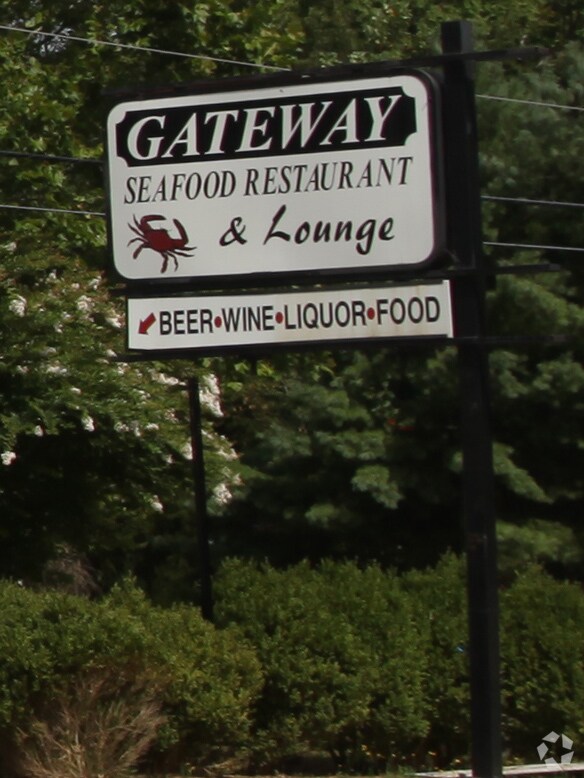 GATEWAY
SEAFOOD RESTAURANT
& Lounge
BEER•WINE•LIQUOR•FOOD